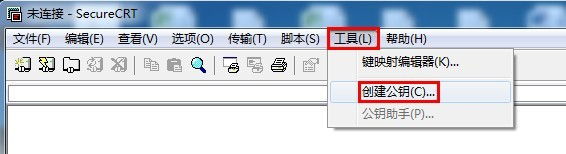 未连接 - SecureCRT
文件(F) 编辑(E) 查看(V) 选项(O) 传输(T) 脚本(S) 工具(L) 帮助(H)
键映射编辑器(K)...
创建公钥(C)...
公钥助手(P)...